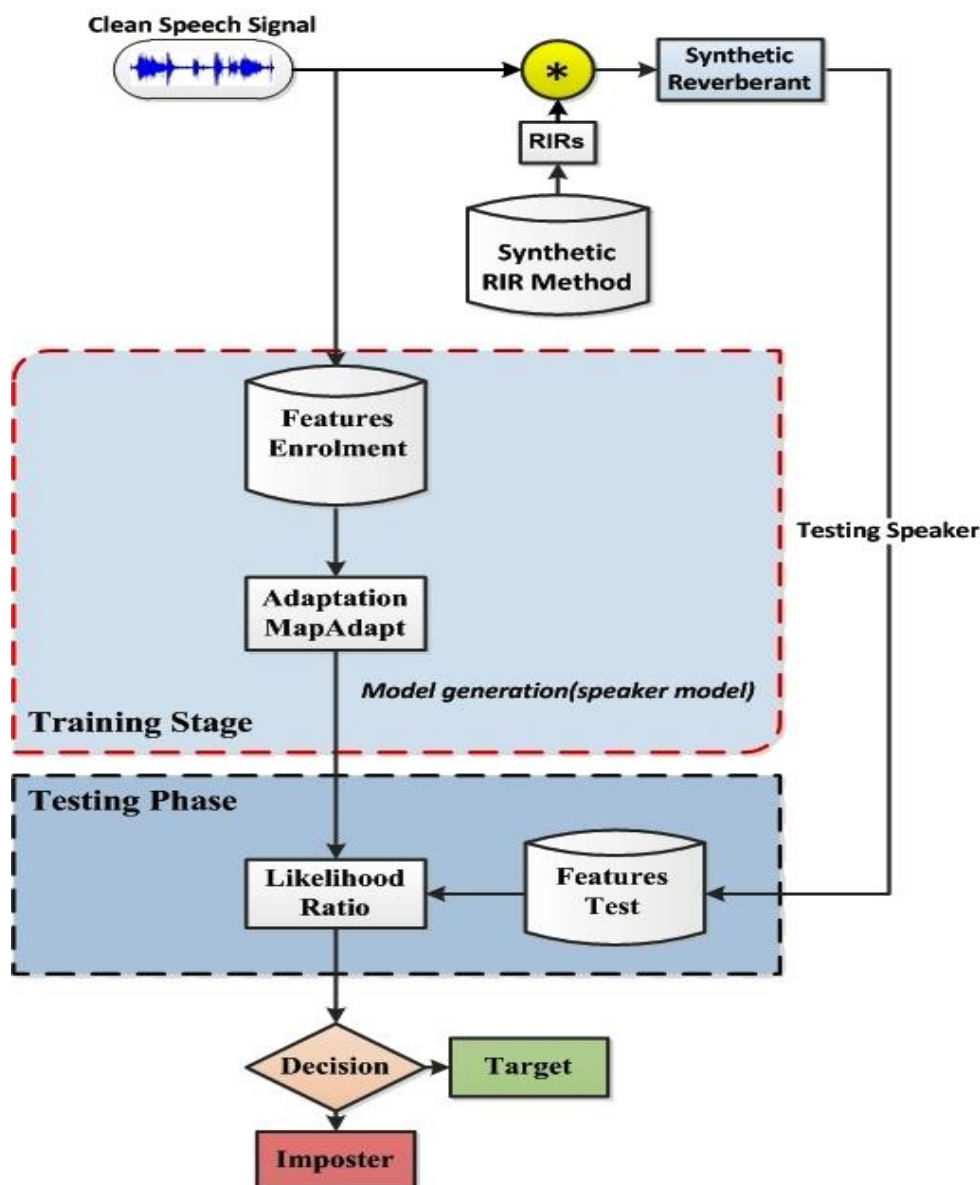 Clean Speech Signal
*
Synthetic
Reverberant
RIRs
Synthetic
RIR Method
Features
Enrolment
Testing Speaker
Adaptation
MapAdapt
Model generation(speaker model)
Training Stage
Testing Phase
Likelihood
Ratio
Features
Test
Decision
Target
Imposter